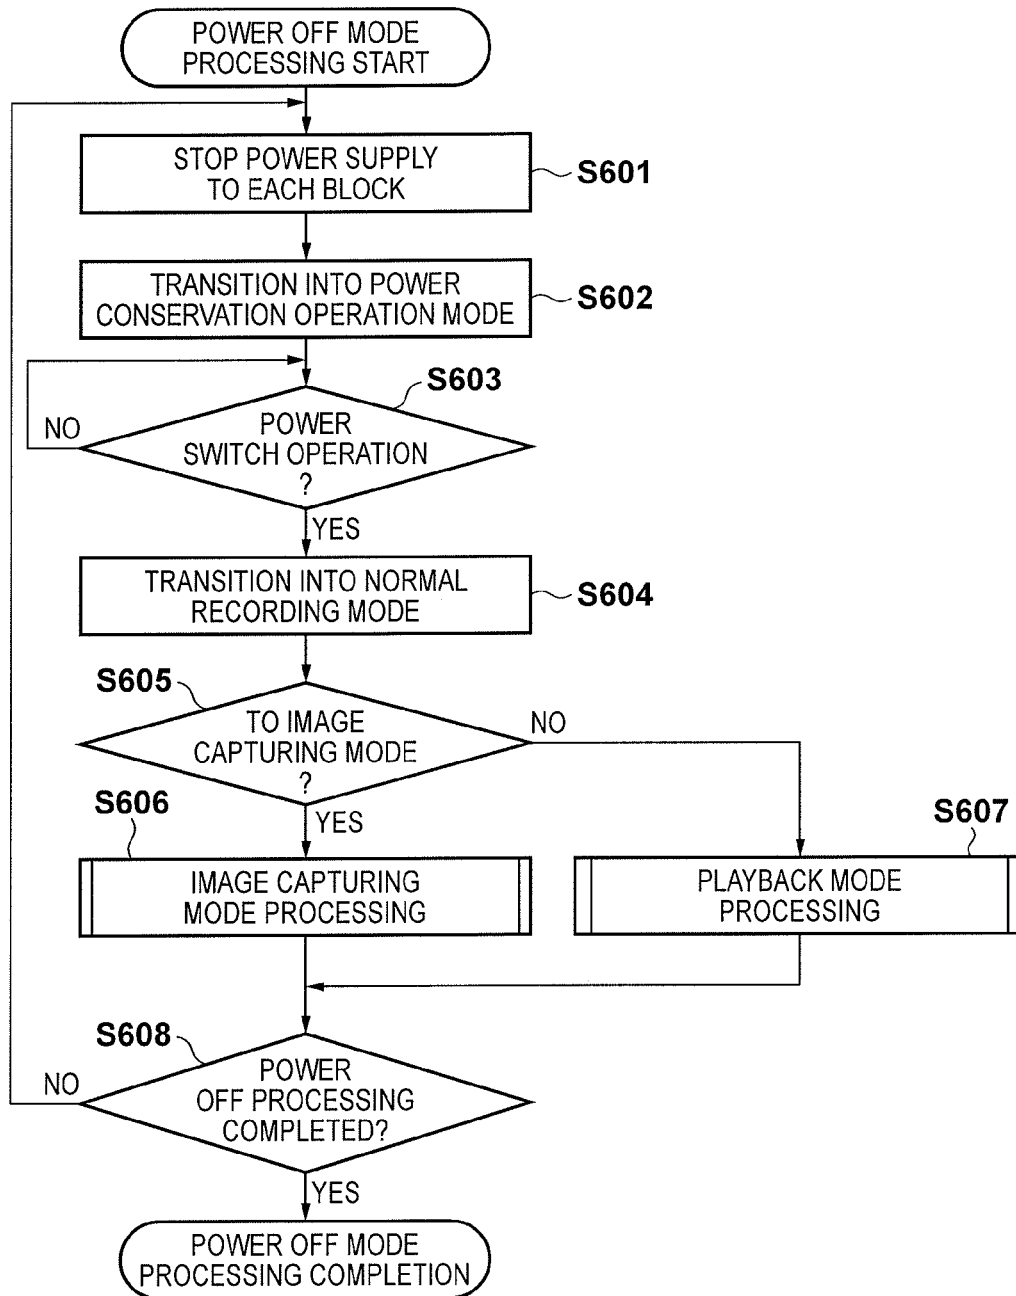 POWER OFF MODE
PROCESSING START
STOP POWER SUPPLY
TO EACH BLOCK
S601
TRANSITION INTO POWER
CONSERVATION OPERATION MODE
S602
S603
NO
POWER
SWITCH OPERATION
?
YES
TRANSITION INTO NORMAL
RECORDING MODE
S604
S605
TO IMAGE
CAPTURING MODE
?
NO
YES
S606
IMAGE CAPTURING
MODE PROCESSING
S607
PLAYBACK MODE
PROCESSING
S608
NO
POWER
OFF PROCESSING
COMPLETED?
YES
POWER OFF MODE
PROCESSING COMPLETION